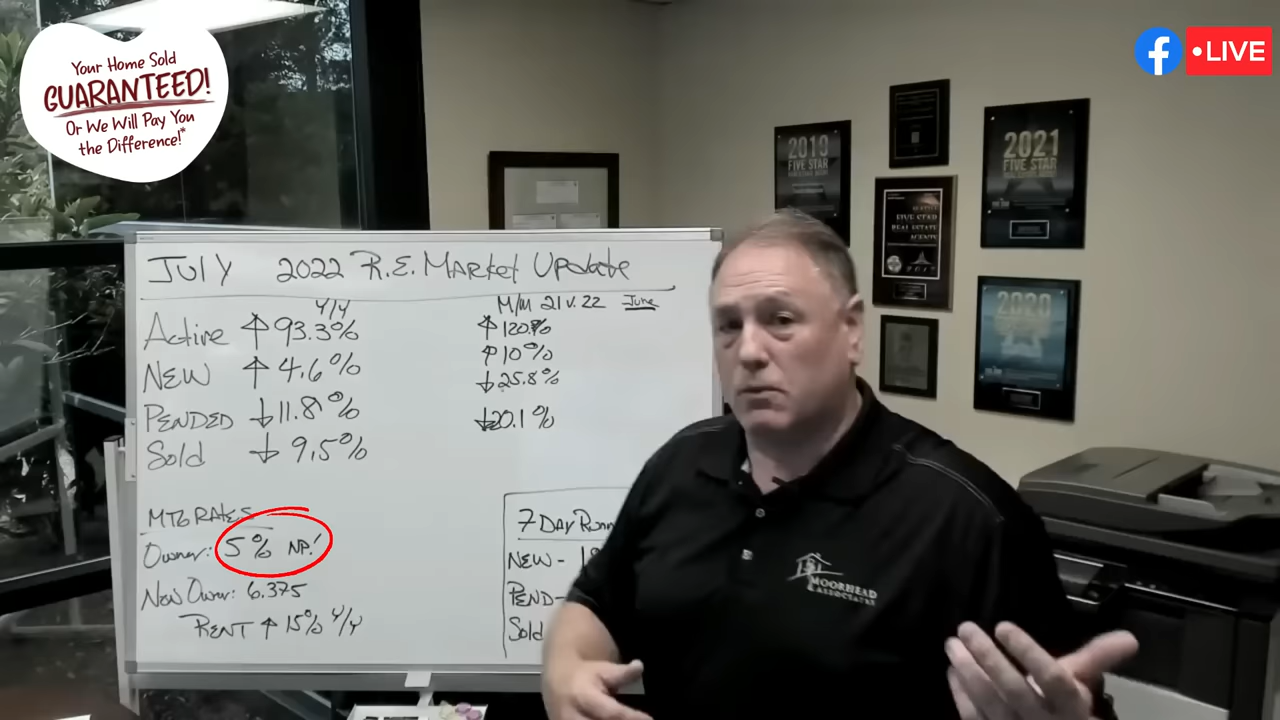 Your Home Sold
GUARANTEED!
Or We Will Pay You
the Difference!*
LIVE
2019
FIVE STAR
2021
FIVE STAR
FIVE STAR
REAL ESTATE
AGENTS
2017
2020
JULY 2022 R.E. MARKET UPDATE
Y/Y
M/M 21 v. 22 June
Active ↑ 93.3%
↑ 120.%
NEW ↑ 4.6%
↑ 10%
PENDED ↓ 11.8%
↓ 25.8%
Sold ↓ 9.5%
↓ 20.1%
MTG RATES
Owner: 5% NP!
Non Owner: 6.375
RENT ↑ 15% Y/Y
7 DAY
NEW -
PEND-
Sold
MOORHEAD
& ASSOCIATES